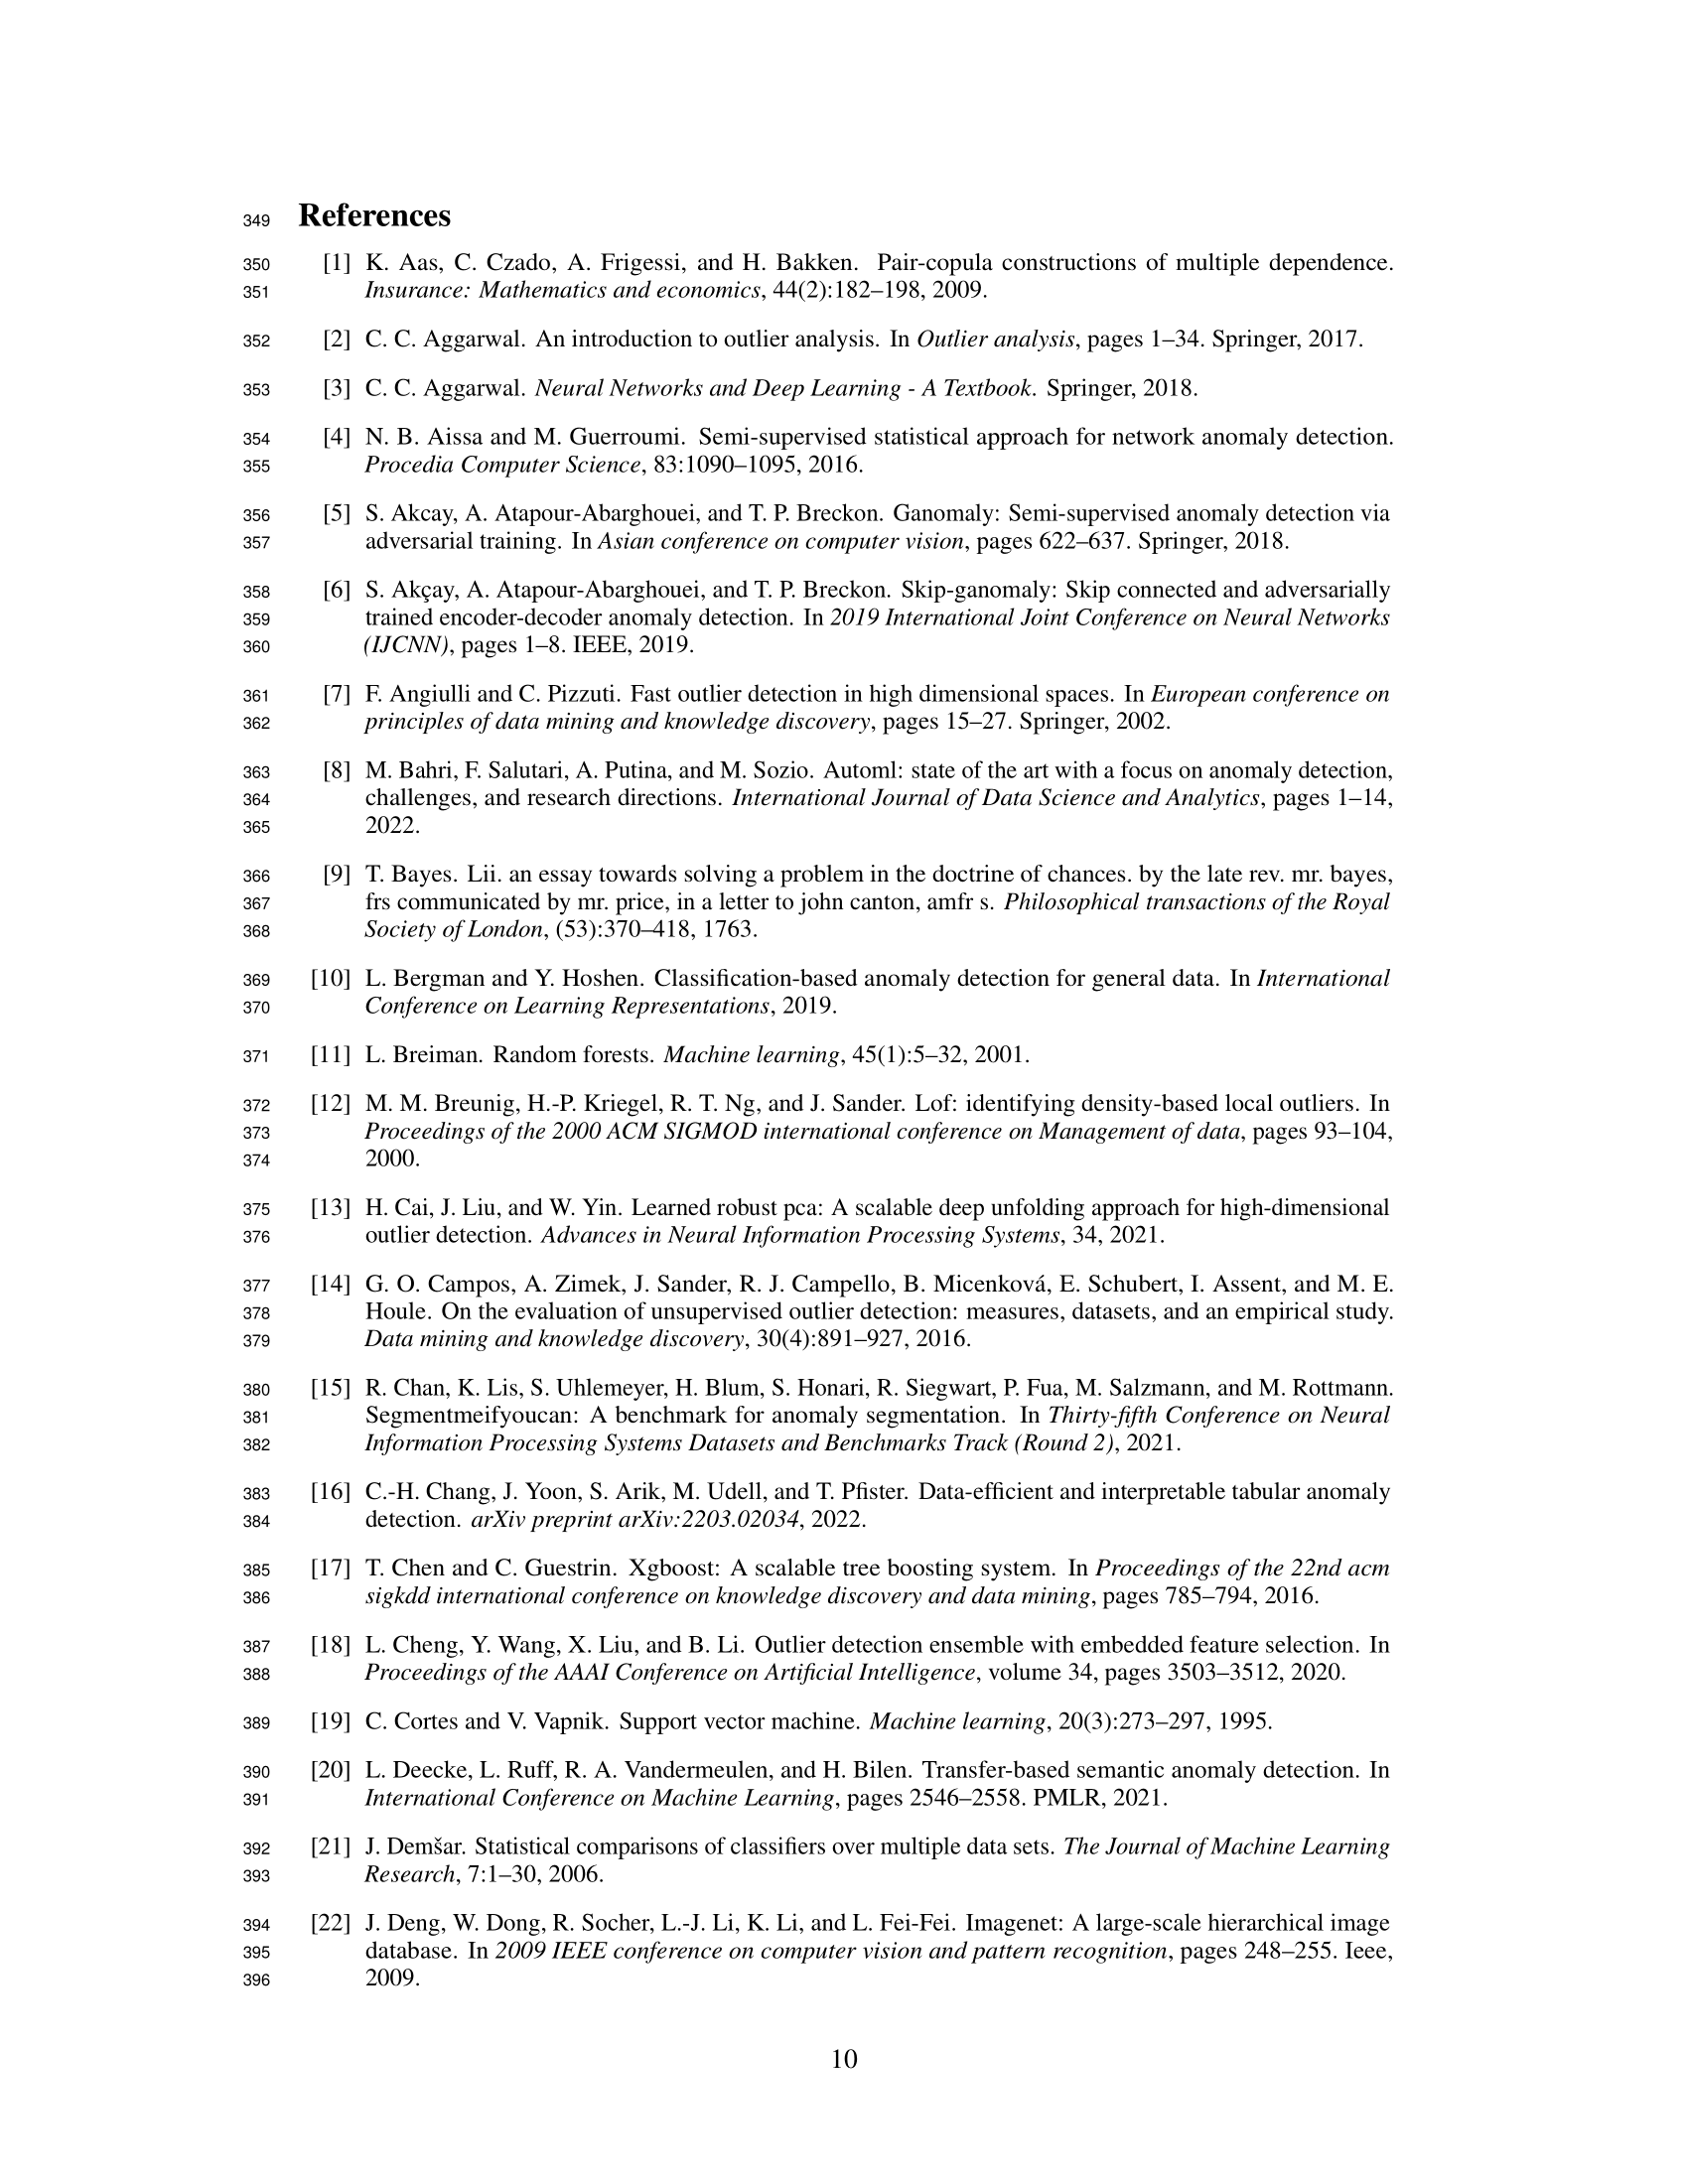 349 References
350 [1] K. Aas, C. Czado, A. Frigessi, and H. Bakken. Pair-copula constructions of multiple dependence.
351 Insurance: Mathematics and economics, 44(2):182–198, 2009.
352 [2] C. C. Aggarwal. An introduction to outlier analysis. In Outlier analysis, pages 1–34. Springer, 2017.
353 [3] C. C. Aggarwal. Neural Networks and Deep Learning - A Textbook. Springer, 2018.
354 [4] N. B. Aissa and M. Guerroumi. Semi-supervised statistical approach for network anomaly detection.
355 Procedia Computer Science, 83:1090–1095, 2016.
356 [5] S. Akcay, A. Atapour-Abarghouei, and T. P. Breckon. Ganomaly: Semi-supervised anomaly detection via
357 adversarial training. In Asian conference on computer vision, pages 622–637. Springer, 2018.
358 [6] S. Akçay, A. Atapour-Abarghouei, and T. P. Breckon. Skip-ganomaly: Skip connected and adversarially
359 trained encoder-decoder anomaly detection. In 2019 International Joint Conference on Neural Networks
360 (IJCNN), pages 1–8. IEEE, 2019.
361 [7] F. Angiulli and C. Pizzuti. Fast outlier detection in high dimensional spaces. In European conference on
362 principles of data mining and knowledge discovery, pages 15–27. Springer, 2002.
363 [8] M. Bahri, F. Salutari, A. Putina, and M. Sozio. Automl: state of the art with a focus on anomaly detection,
364 challenges, and research directions. International Journal of Data Science and Analytics, pages 1–14,
365 2022.
366 [9] T. Bayes. Lii. an essay towards solving a problem in the doctrine of chances. by the late rev. mr. bayes,
367 frs communicated by mr. price, in a letter to john canton, amfr s. Philosophical transactions of the Royal
368 Society of London, (53):370–418, 1763.
369 [10] L. Bergman and Y. Hoshen. Classification-based anomaly detection for general data. In International
370 Conference on Learning Representations, 2019.
371 [11] L. Breiman. Random forests. Machine learning, 45(1):5–32, 2001.
372 [12] M. M. Breunig, H.-P. Kriegel, R. T. Ng, and J. Sander. Lof: identifying density-based local outliers. In
373 Proceedings of the 2000 ACM SIGMOD international conference on Management of data, pages 93–104,
374 2000.
375 [13] H. Cai, J. Liu, and W. Yin. Learned robust pca: A scalable deep unfolding approach for high-dimensional
376 outlier detection. Advances in Neural Information Processing Systems, 34, 2021.
377 [14] G. O. Campos, A. Zimek, J. Sander, R. J. Campello, B. Micenková, E. Schubert, I. Assent, and M. E.
378 Houle. On the evaluation of unsupervised outlier detection: measures, datasets, and an empirical study.
379 Data mining and knowledge discovery, 30(4):891–927, 2016.
380 [15] R. Chan, K. Lis, S. Uhlemeyer, H. Blum, S. Honari, R. Siegwart, P. Fua, M. Salzmann, and M. Rottmann.
381 Segmentmeifyoucan: A benchmark for anomaly segmentation. In Thirty-fifth Conference on Neural
382 Information Processing Systems Datasets and Benchmarks Track (Round 2), 2021.
383 [16] C.-H. Chang, J. Yoon, S. Arik, M. Udell, and T. Pfister. Data-efficient and interpretable tabular anomaly
384 detection. arXiv preprint arXiv:2203.02034, 2022.
385 [17] T. Chen and C. Guestrin. Xgboost: A scalable tree boosting system. In Proceedings of the 22nd acm
386 sigkdd international conference on knowledge discovery and data mining, pages 785–794, 2016.
387 [18] L. Cheng, Y. Wang, X. Liu, and B. Li. Outlier detection ensemble with embedded feature selection. In
388 Proceedings of the AAAI Conference on Artificial Intelligence, volume 34, pages 3503–3512, 2020.
389 [19] C. Cortes and V. Vapnik. Support vector machine. Machine learning, 20(3):273–297, 1995.
390 [20] L. Deecke, L. Ruff, R. A. Vandermeulen, and H. Bilen. Transfer-based semantic anomaly detection. In
391 International Conference on Machine Learning, pages 2546–2558. PMLR, 2021.
392 [21] J. Demšar. Statistical comparisons of classifiers over multiple data sets. The Journal of Machine Learning
393 Research, 7:1–30, 2006.
394 [22] J. Deng, W. Dong, R. Socher, L.-J. Li, K. Li, and L. Fei-Fei. Imagenet: A large-scale hierarchical image
395 database. In 2009 IEEE conference on computer vision and pattern recognition, pages 248–255. Ieee,
396 2009.
10